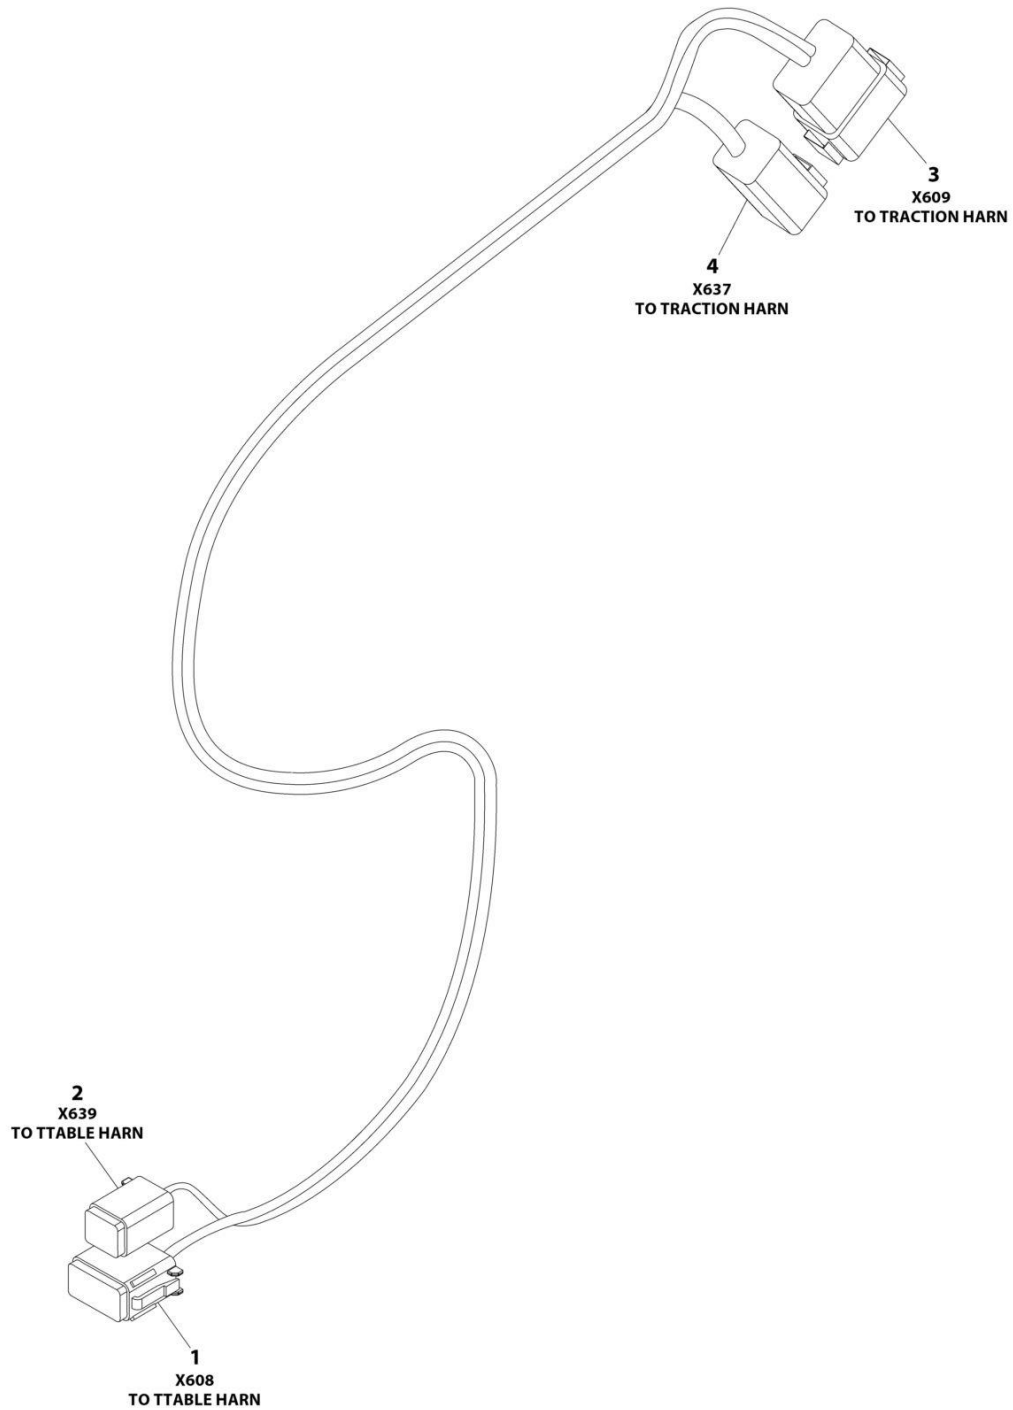 3
X609
TO TRACTION HARN
4
X637
TO TRACTION HARN
2
X639
TO TTABLE HARN
1
X608
TO TTABLE HARN